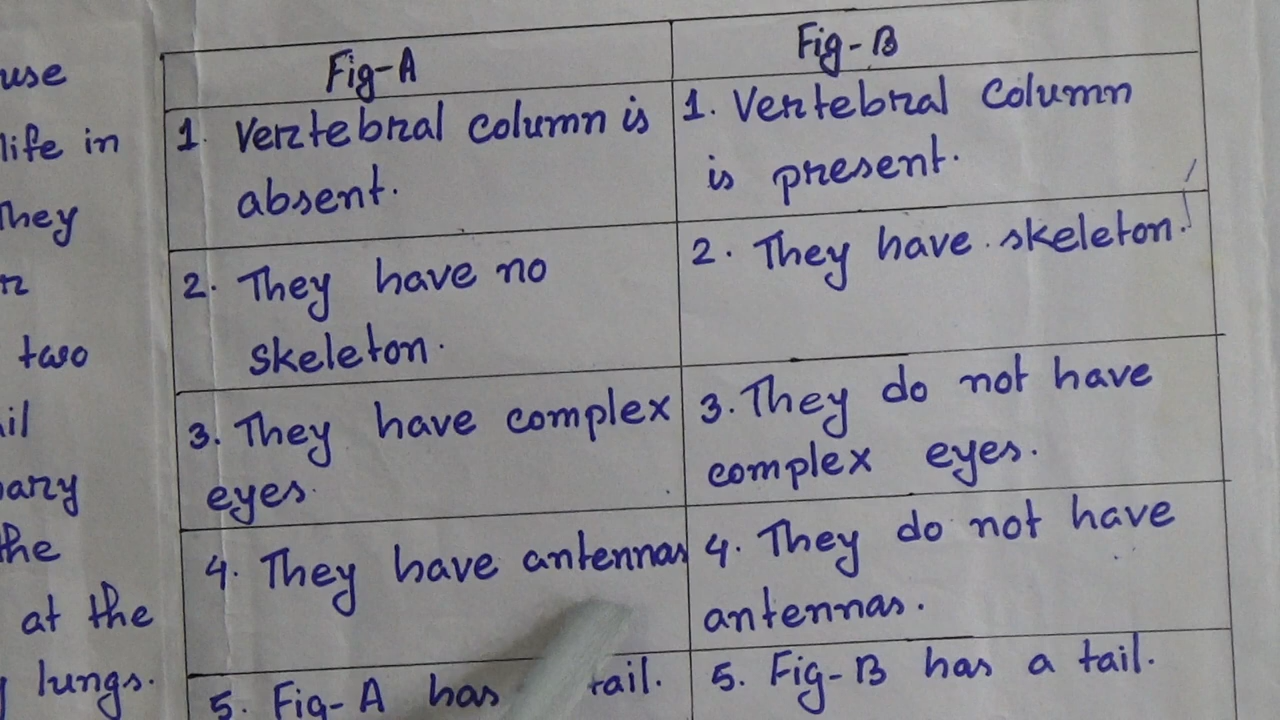 use
life in
They
two
ail
the
at the
lungs.
Fig-A
Fig-B
1. Vertebral column is
absent.
1. Vertebral column
is present.
2. They have no
skeleton.
2. They have skeleton.
3. They have complex
eyes.
3. They do not have
complex eyes.
4. They have antennas
4. They do not have
antennas.
5. Fig-A has tail.
5. Fig-B has a tail.